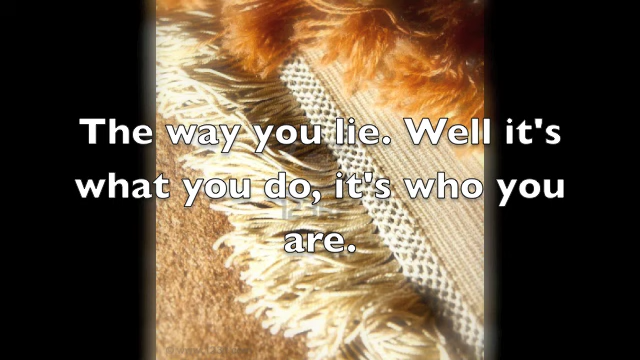 The way you lie. Well it's
what you do, it's who you
are.